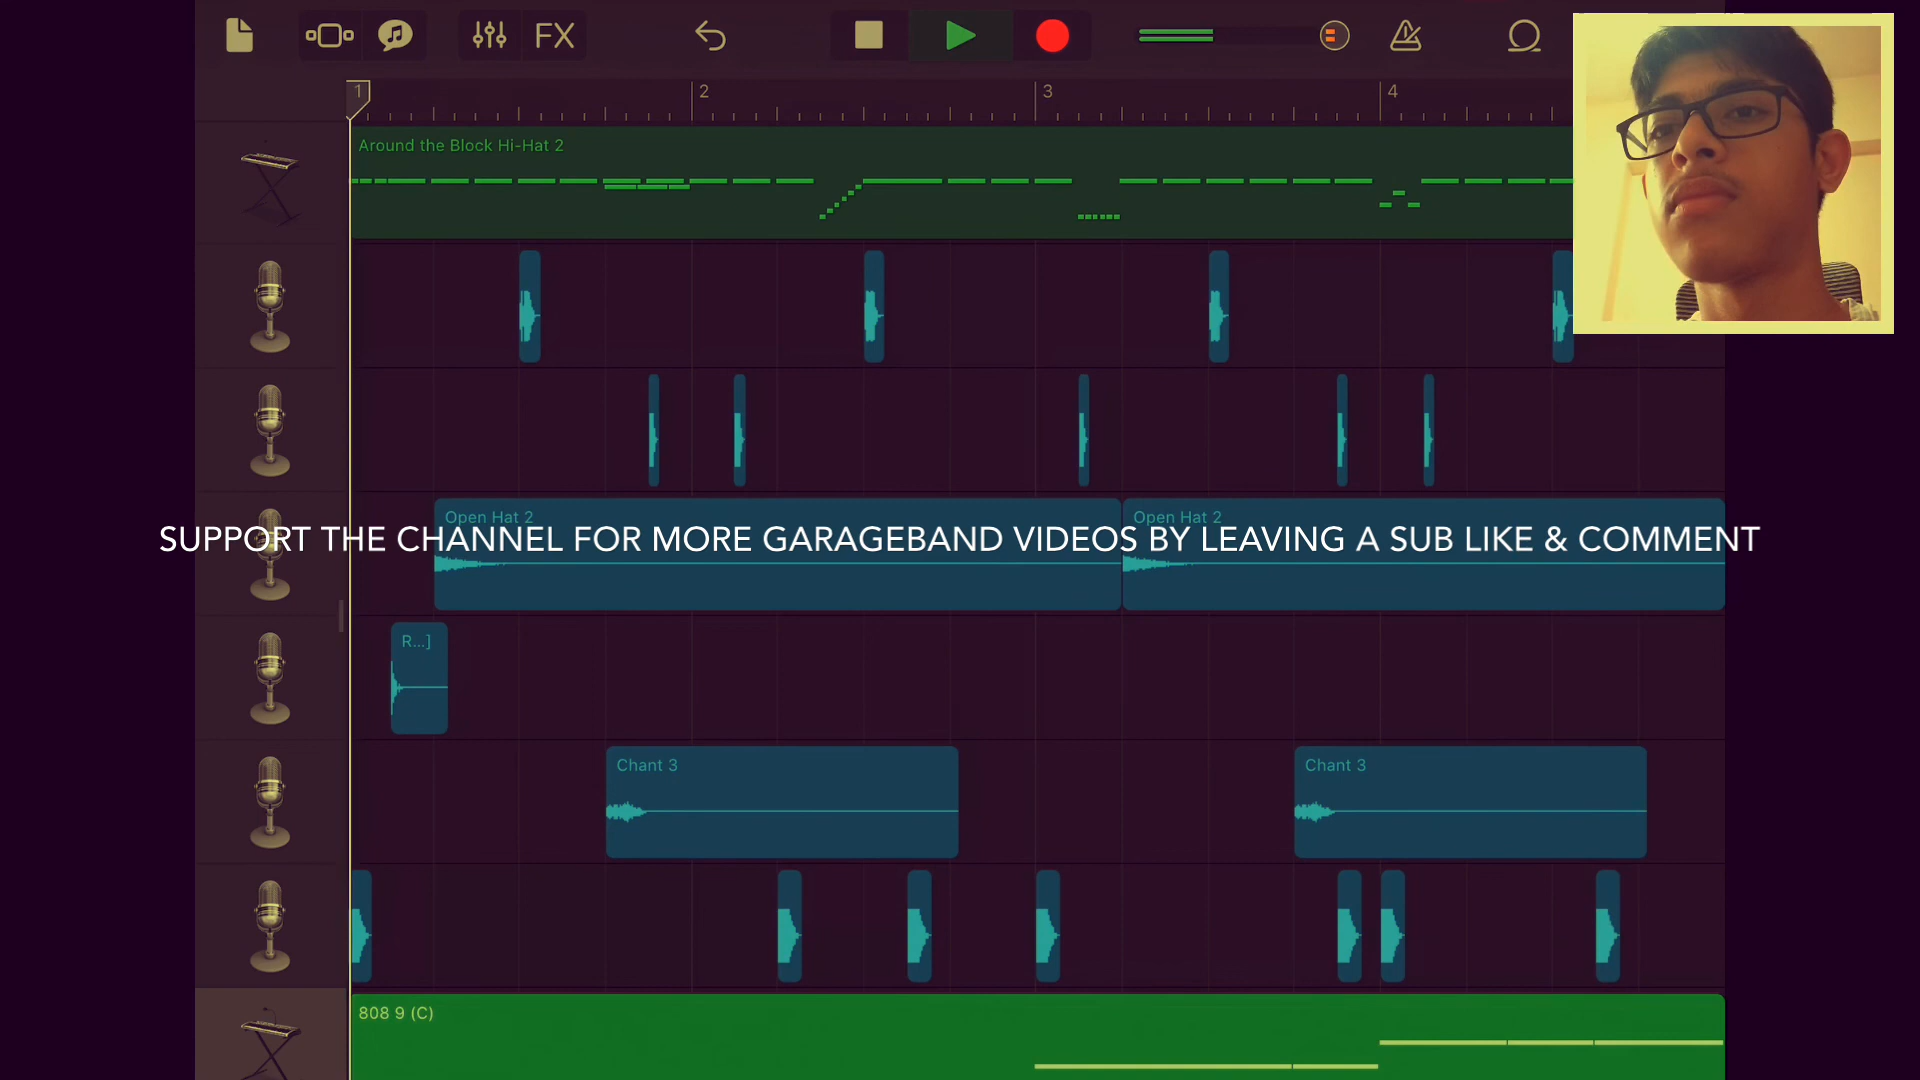 FX
1
2
3
4
Around the Block Hi-Hat 2
Open Hat 2
Open Hat 2
SUPPORT THE CHANNEL FOR MORE GARAGEBAND VIDEOS BY LEAVING A SUB LIKE & COMMENT
R...]
Chant 3
Chant 3
808 9 (C)